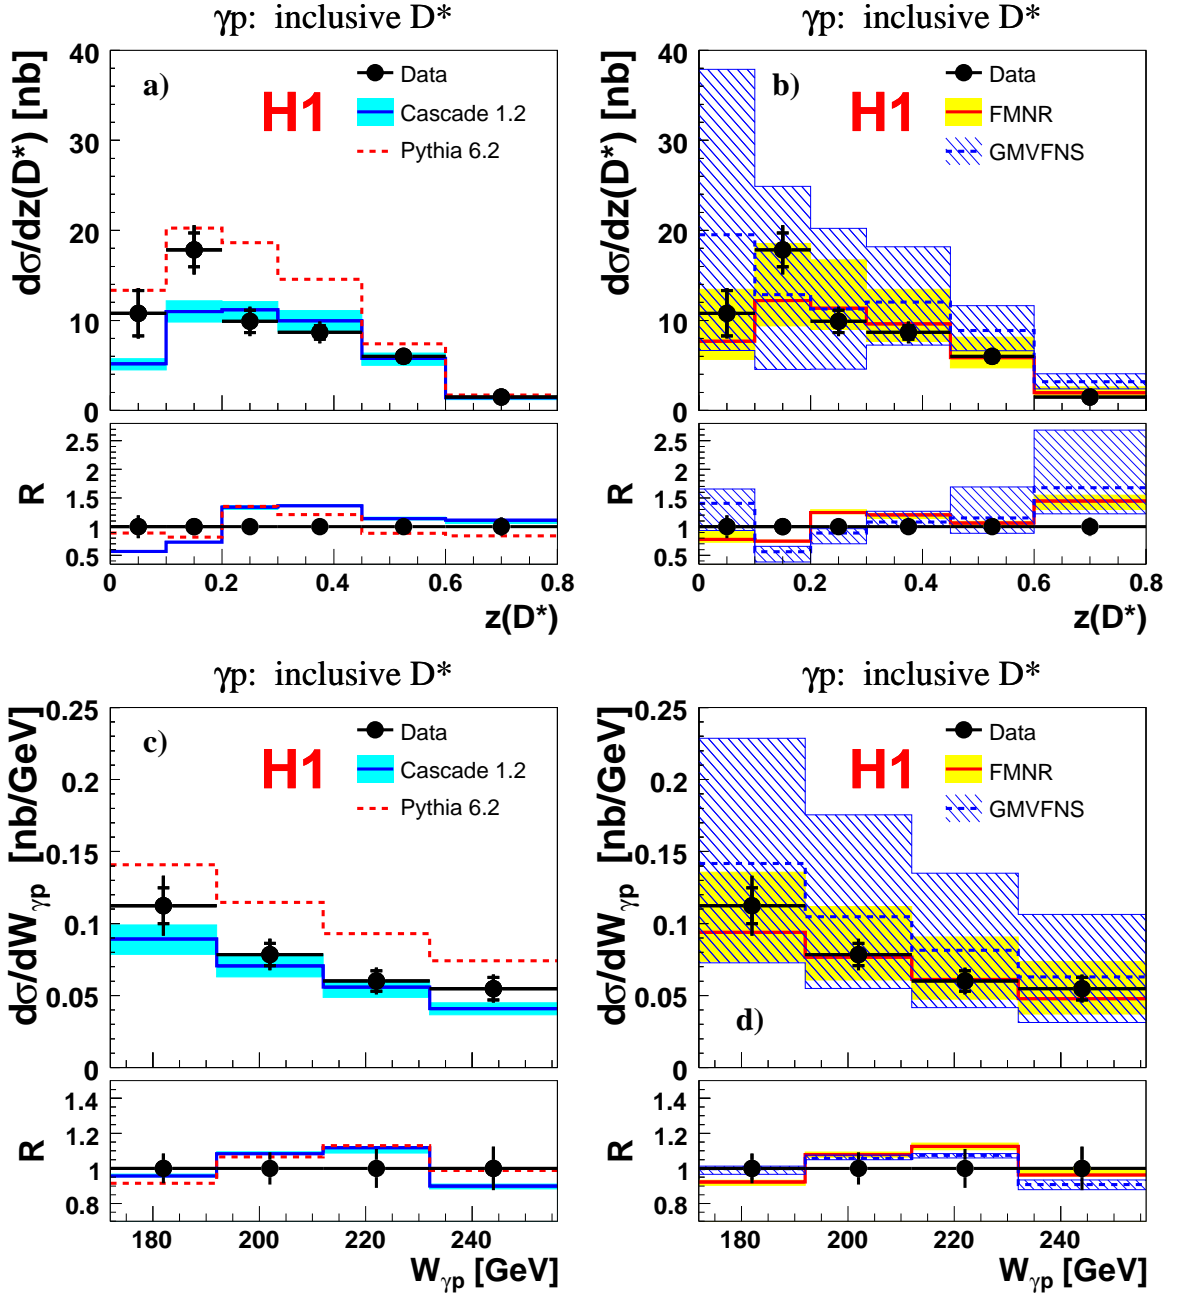 γp: inclusive D*
dσ/dz(D*) [nb]
40
30
20
10
0
a)
H1
Data
Cascade 1.2
Pythia 6.2
R
2.5
2
1.5
1
0.5
0 0.2 0.4 0.6 0.8
z(D*)
γp: inclusive D*
dσ/dz(D*) [nb]
40
30
20
10
0
b)
H1
Data
FMNR
GMVFNS
R
2.5
2
1.5
1
0.5
0 0.2 0.4 0.6 0.8
z(D*)
γp: inclusive D*
dσ/dWγp [nb/GeV]
0.25
0.2
0.15
0.1
0.05
0
c)
H1
Data
Cascade 1.2
Pythia 6.2
R
1.4
1.2
1
0.8
180 200 220 240
Wγp [GeV]
γp: inclusive D*
dσ/dWγp [nb/GeV]
0.25
0.2
0.15
0.1
0.05
0
d)
H1
Data
FMNR
GMVFNS
R
1.4
1.2
1
0.8
180 200 220 240
Wγp [GeV]